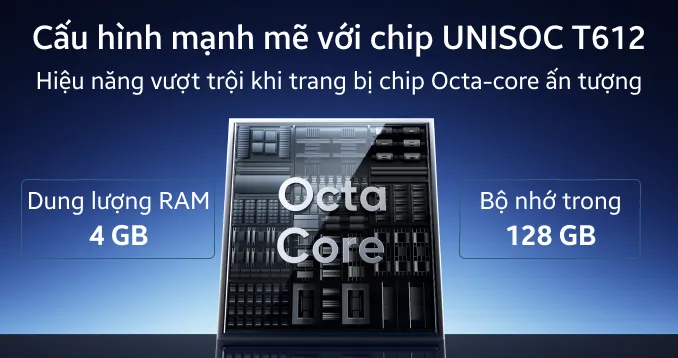 Cấu hình mạnh mẽ với chip UNISOC T612
Hiệu năng vượt trội khi trang bị chip Octa-core ấn tượng
Dung lượng RAM
4 GB
Octa
Core
Bộ nhớ trong
128 GB